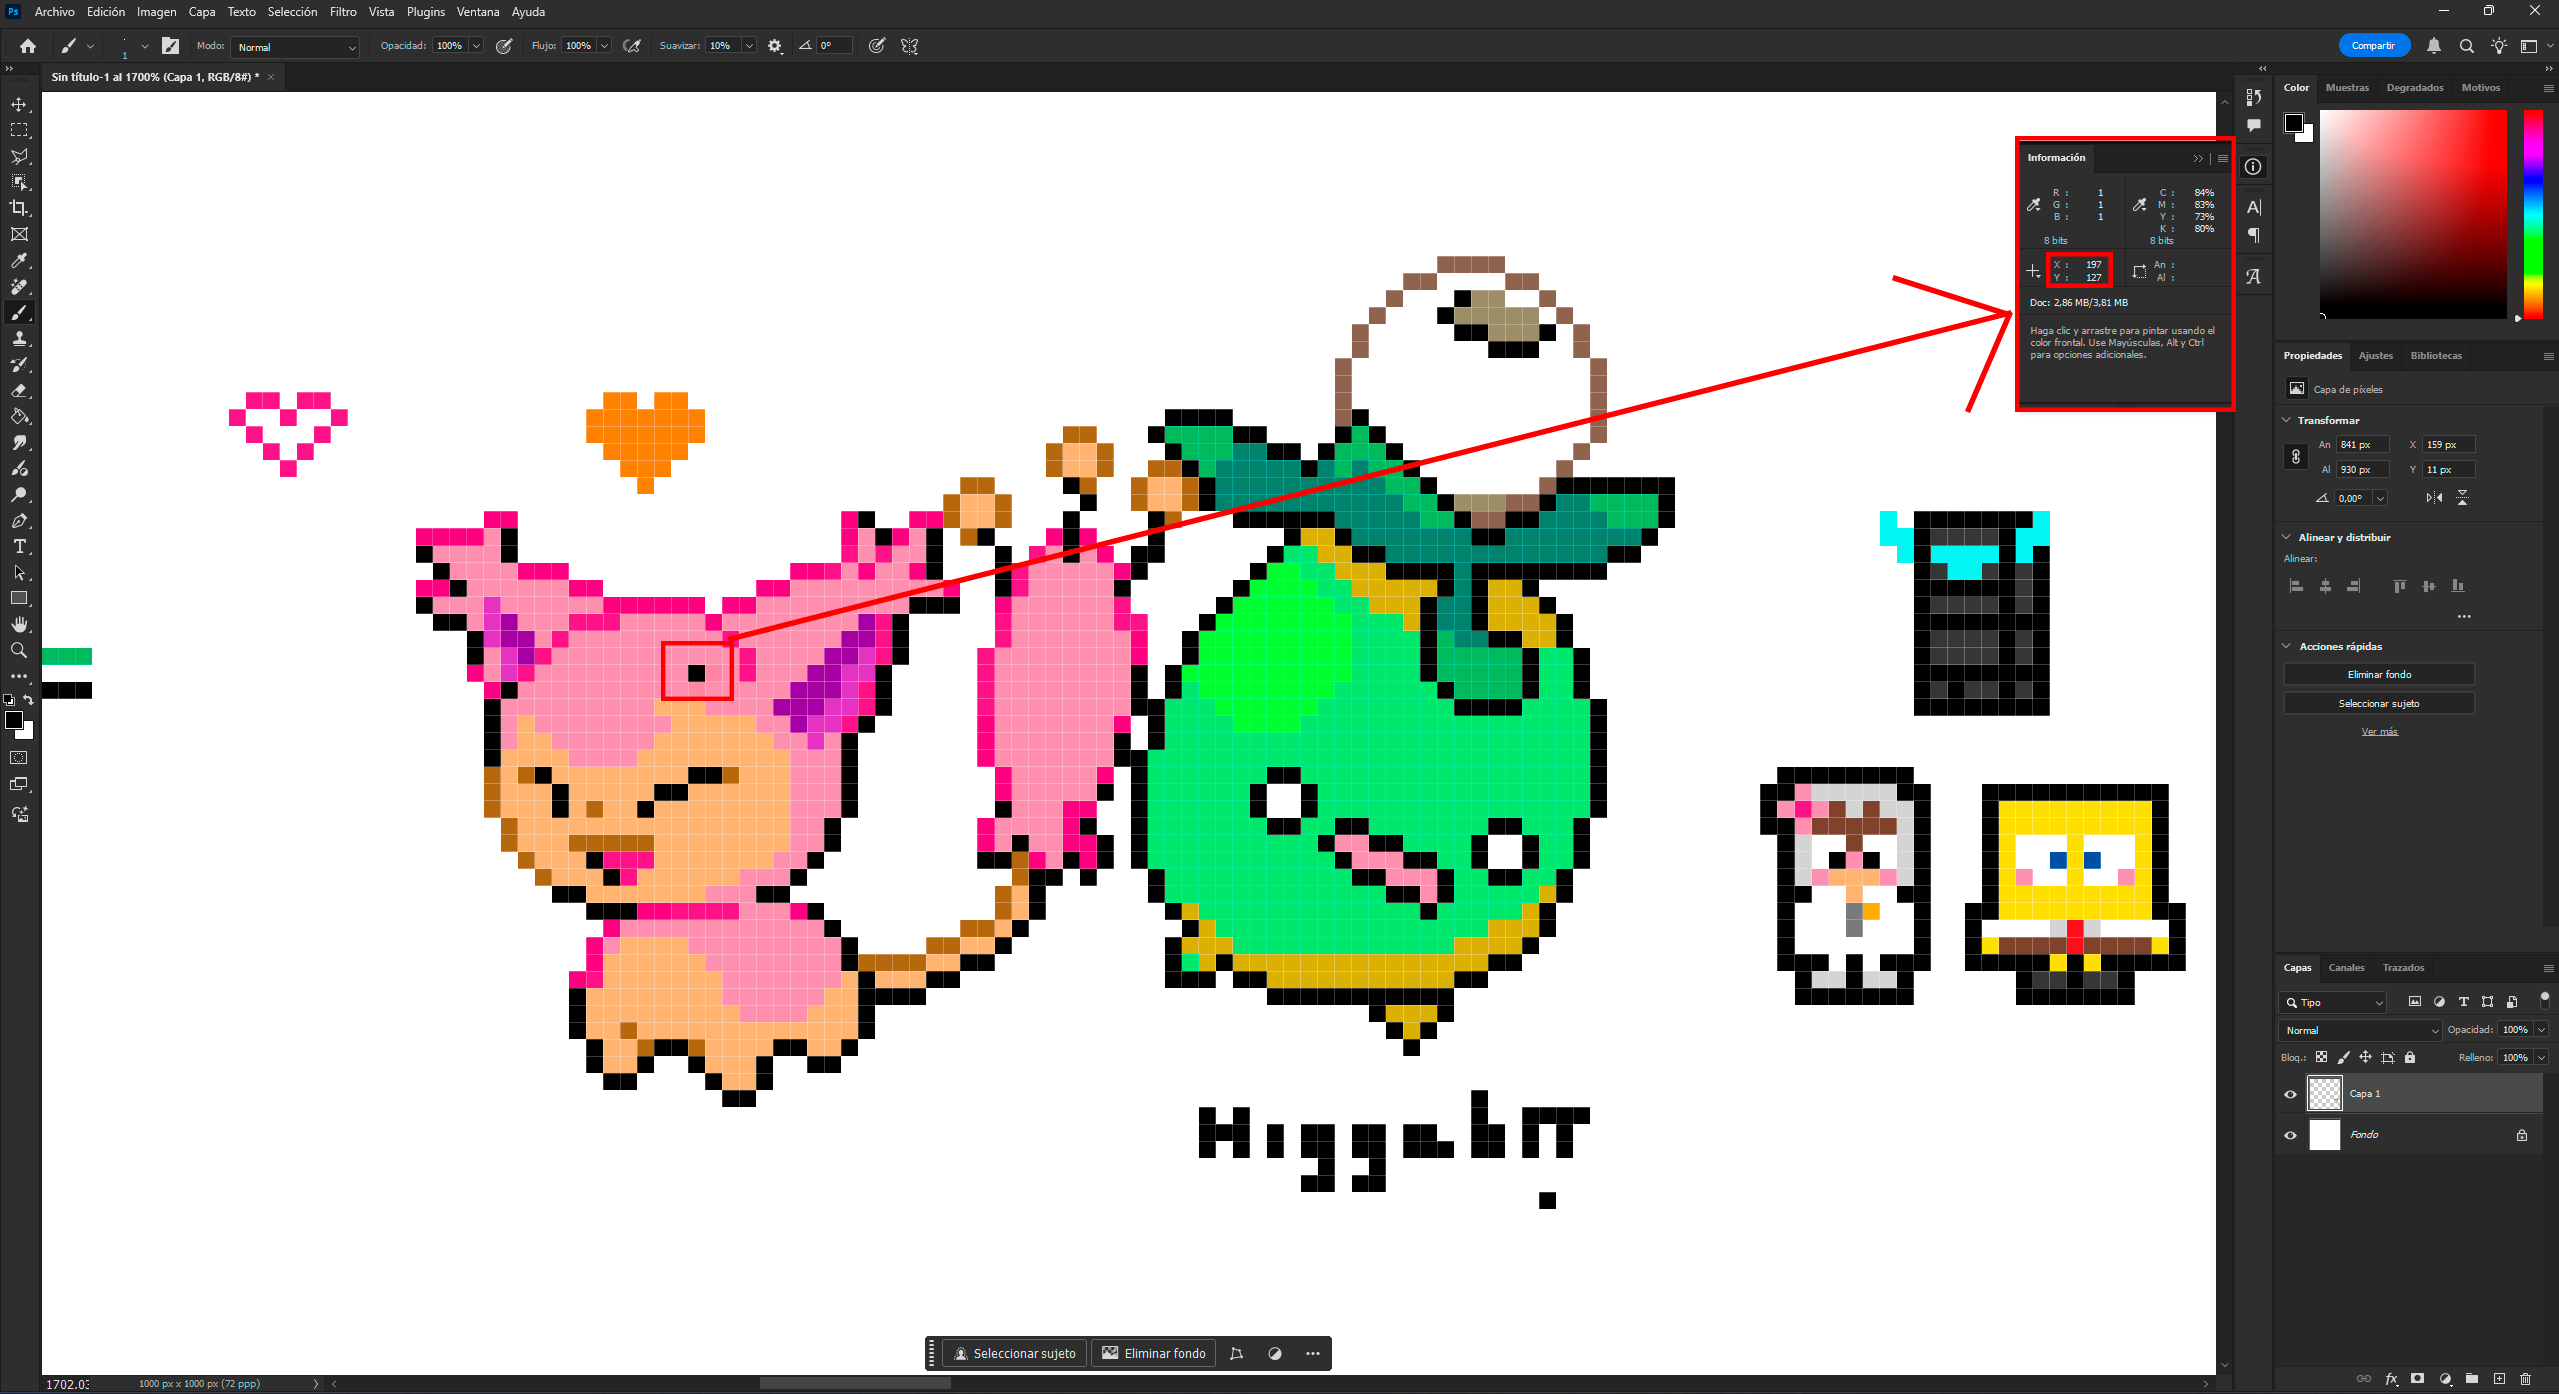 Ps Archivo Edición Imagen Capa Texto Selección Filtro Vista Plugins Ventana Ayuda
1 Modo: Normal Opacidad: 100% Flujo: 100% Suavizar: 10% 0° Compartir
Sin título-1 al 1700% (Capa 1, RGB/8#) * ×
Color Muestras Degradados Motivos
Información
R : 1 C : 84%
G : 1 M : 83%
B : 1 Y : 73%
K : 80%
8 bits 8 bits
X : 197 An :
Y : 127 Al :
Doc: 2,86 MB/3,81 MB
Haga clic y arrastre para pintar usando el
color frontal. Use Mayúsculas, Alt y Ctrl
para opciones adicionales.
Propiedades Ajustes Bibliotecas
Capa de píxeles
Transformar
An 841 px X 159 px
Al 930 px Y 11 px
0,00°
Alinear y distribuir
Alinear:
Acciones rápidas
Eliminar fondo
Seleccionar sujeto
Ver más
Capas Canales Trazados
Tipo
Normal Opacidad: 100%
Bloq.: Relleno: 100%
Capa 1
Fondo
Seleccionar sujeto Eliminar fondo
1702.03 1000 px x 1000 px (72 ppp)
fx